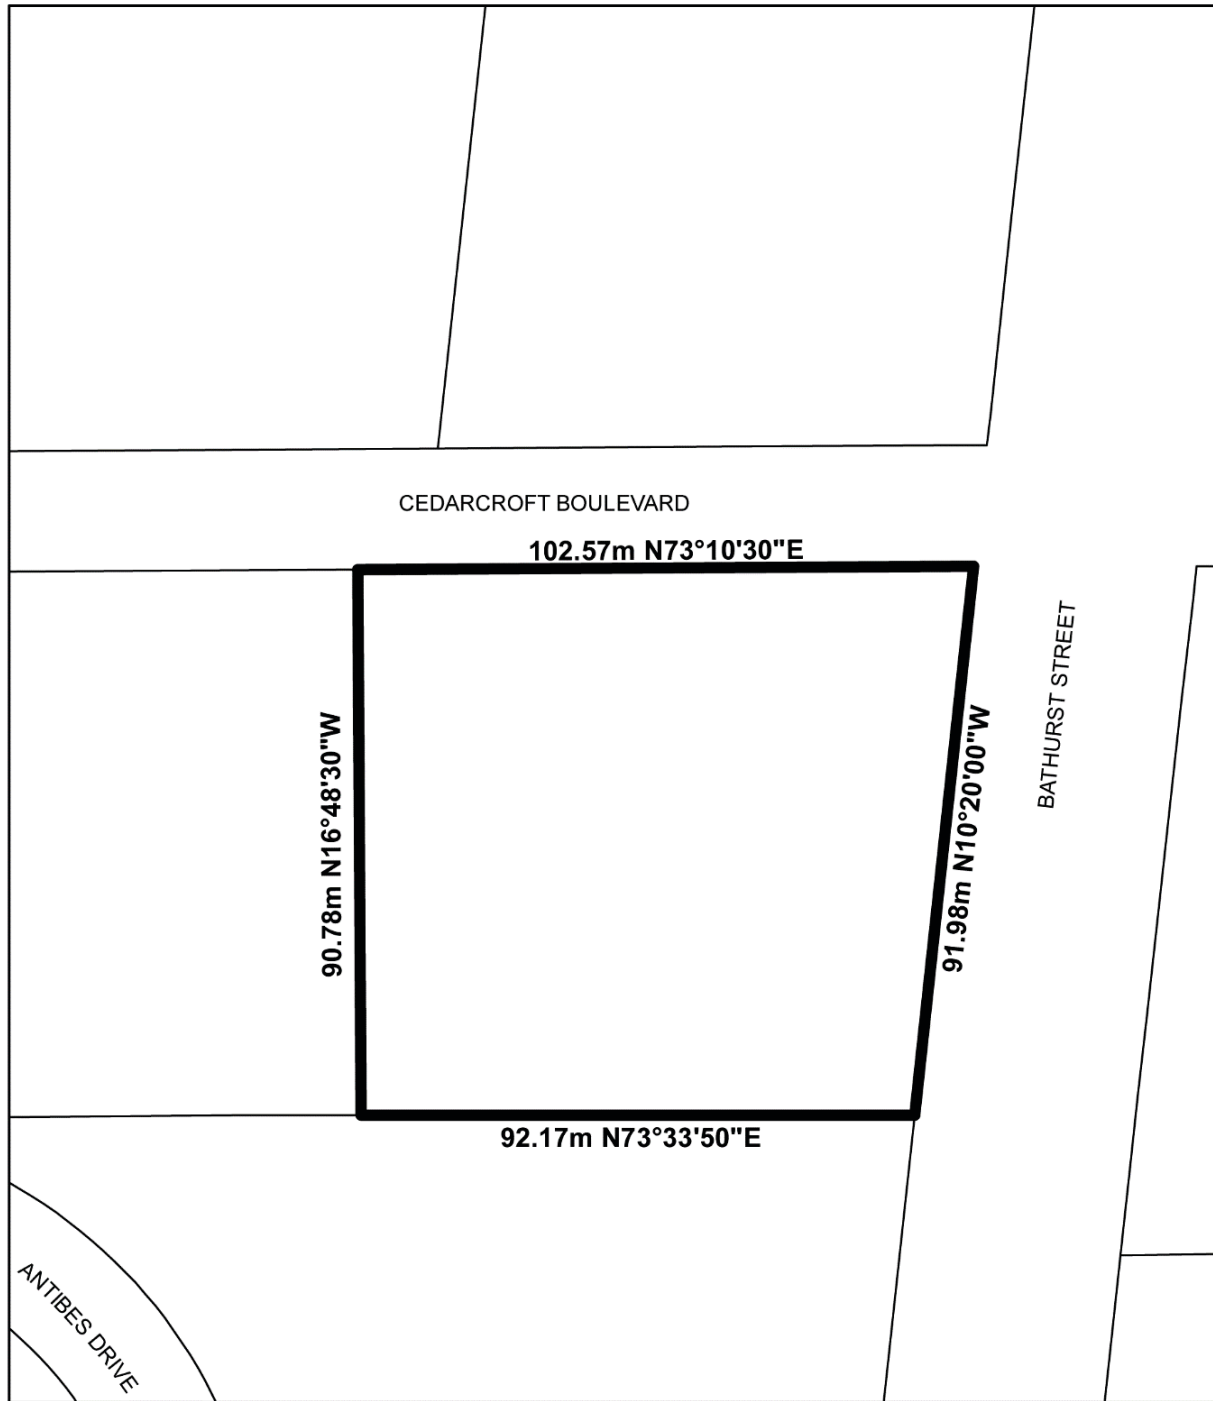 CEDARCROFT BOULEVARD
102.57m N73°10'30"E
BATHURST STREET
90.78m N16°48'30"W
91.98m N10°20'00"W
92.17m N73°33'50"E
ANTIBES DRIVE